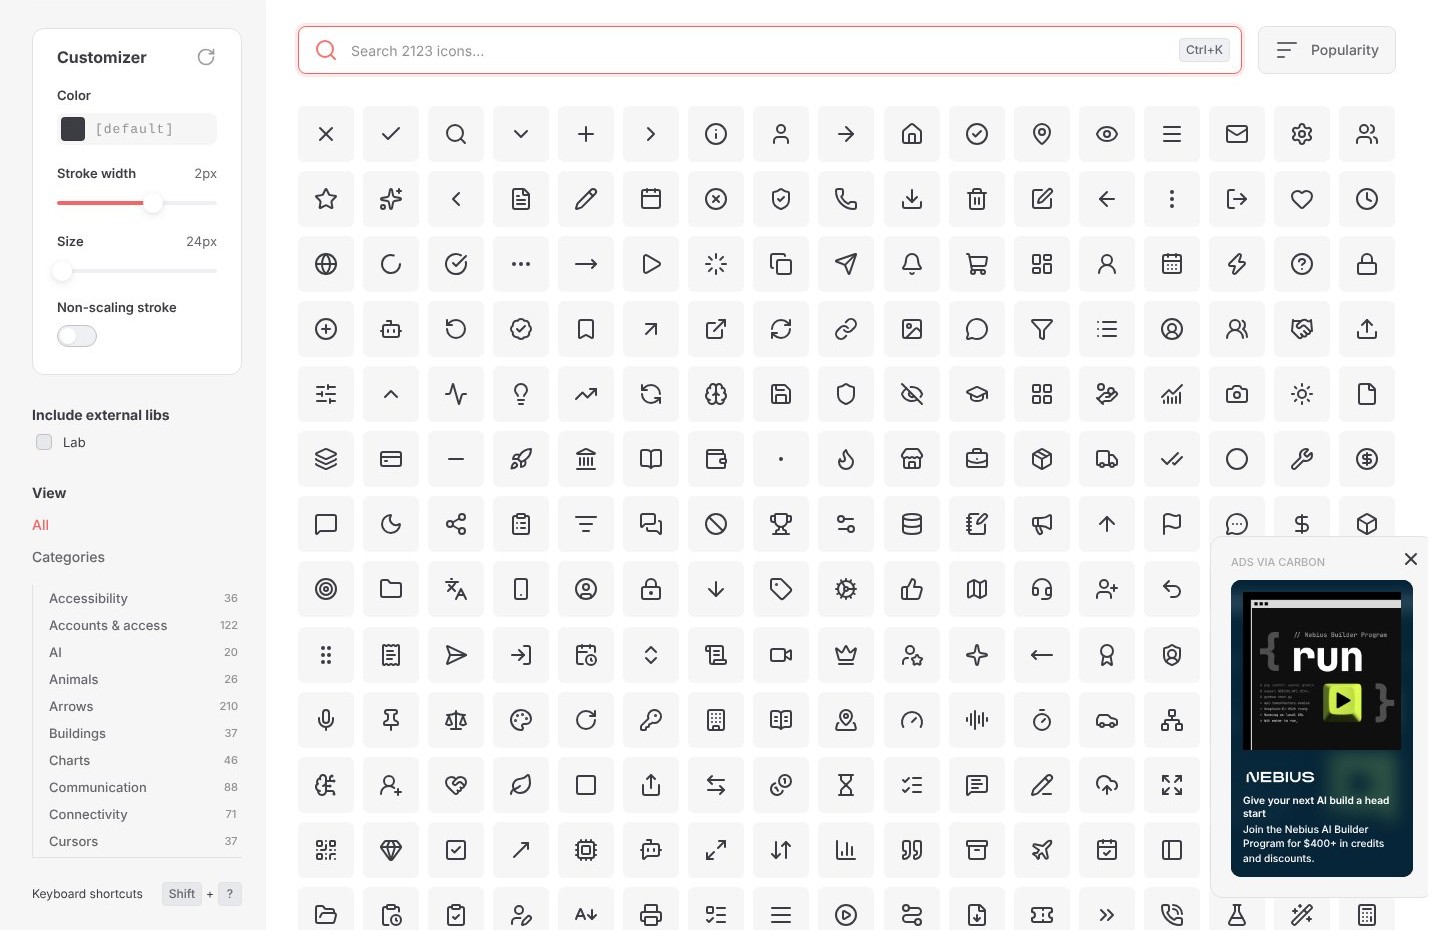 Customizer
Color
[default]
Stroke width 2px
Size 24px
Non-scaling stroke
Include external libs
Lab
View
All
Categories
Accessibility 36
Accounts & access 122
AI 20
Animals 26
Arrows 210
Buildings 37
Charts 46
Communication 88
Connectivity 71
Cursors 37
Keyboard shortcuts Shift + ?
Search 2123 icons... Ctrl+K
Popularity
ADS VIA CARBON
// Nebius Builder Program
{ run }
NEBIUS
Give your next AI build a head
start
Join the Nebius AI Builder
Program for $400+ in credits
and discounts.